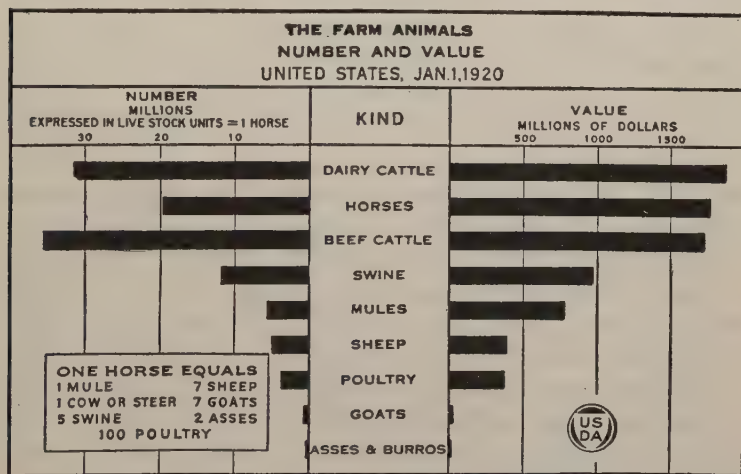 THE FARM ANIMALS
NUMBER AND VALUE
UNITED STATES, JAN.1,1920
NUMBER
MILLIONS
EXPRESSED IN LIVE STOCK UNITS = 1 HORSE
30 20 10
KIND
VALUE
MILLIONS OF DOLLARS
500 1000 1500
DAIRY CATTLE
HORSES
BEEF CATTLE
SWINE
MULES
SHEEP
POULTRY
GOATS
ASSES & BURROS
ONE HORSE EQUALS
1 MULE 7 SHEEP
1 COW OR STEER 7 GOATS
5 SWINE 2 ASSES
100 POULTRY
US
DA